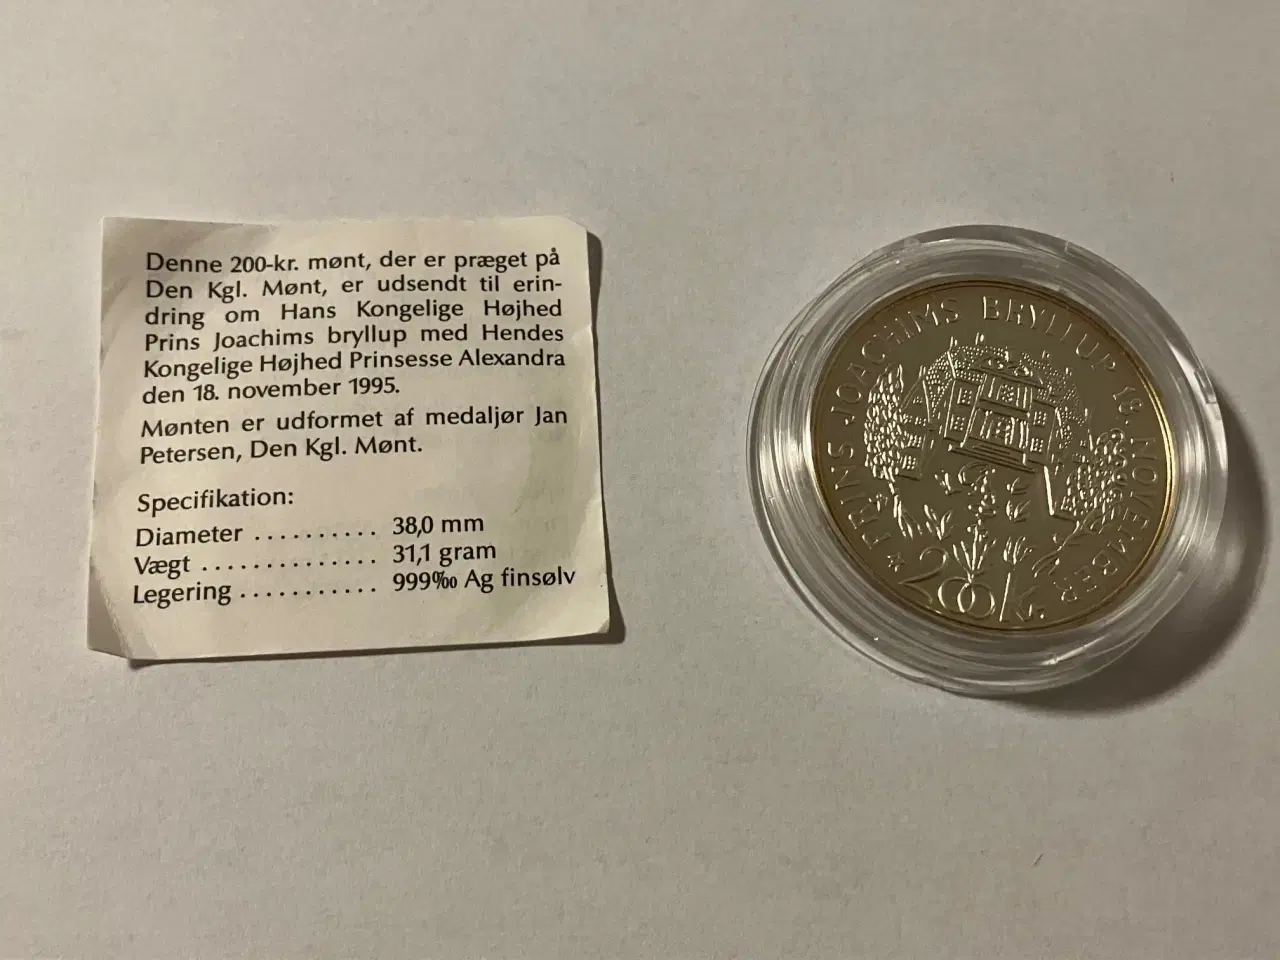 Denne 200-kr. mønt, der er præget på
Den Kgl. Mønt, er udsendt til erin-
dring om Hans Kongelige Højhed
Prins Joachims bryllup med Hendes
Kongelige Højhed Prinsesse Alexandra
den 18. november 1995.
Mønten er udformet af medaljør Jan
Petersen, Den Kgl. Mønt.
Specifikation:
Diameter .......... 38,0 mm
Vægt .............. 31,1 gram
Legering ........... 999‰ Ag finsølv
* PRINS JOACHIMS BRYLLUP 18. NOVEMBER
200 K.